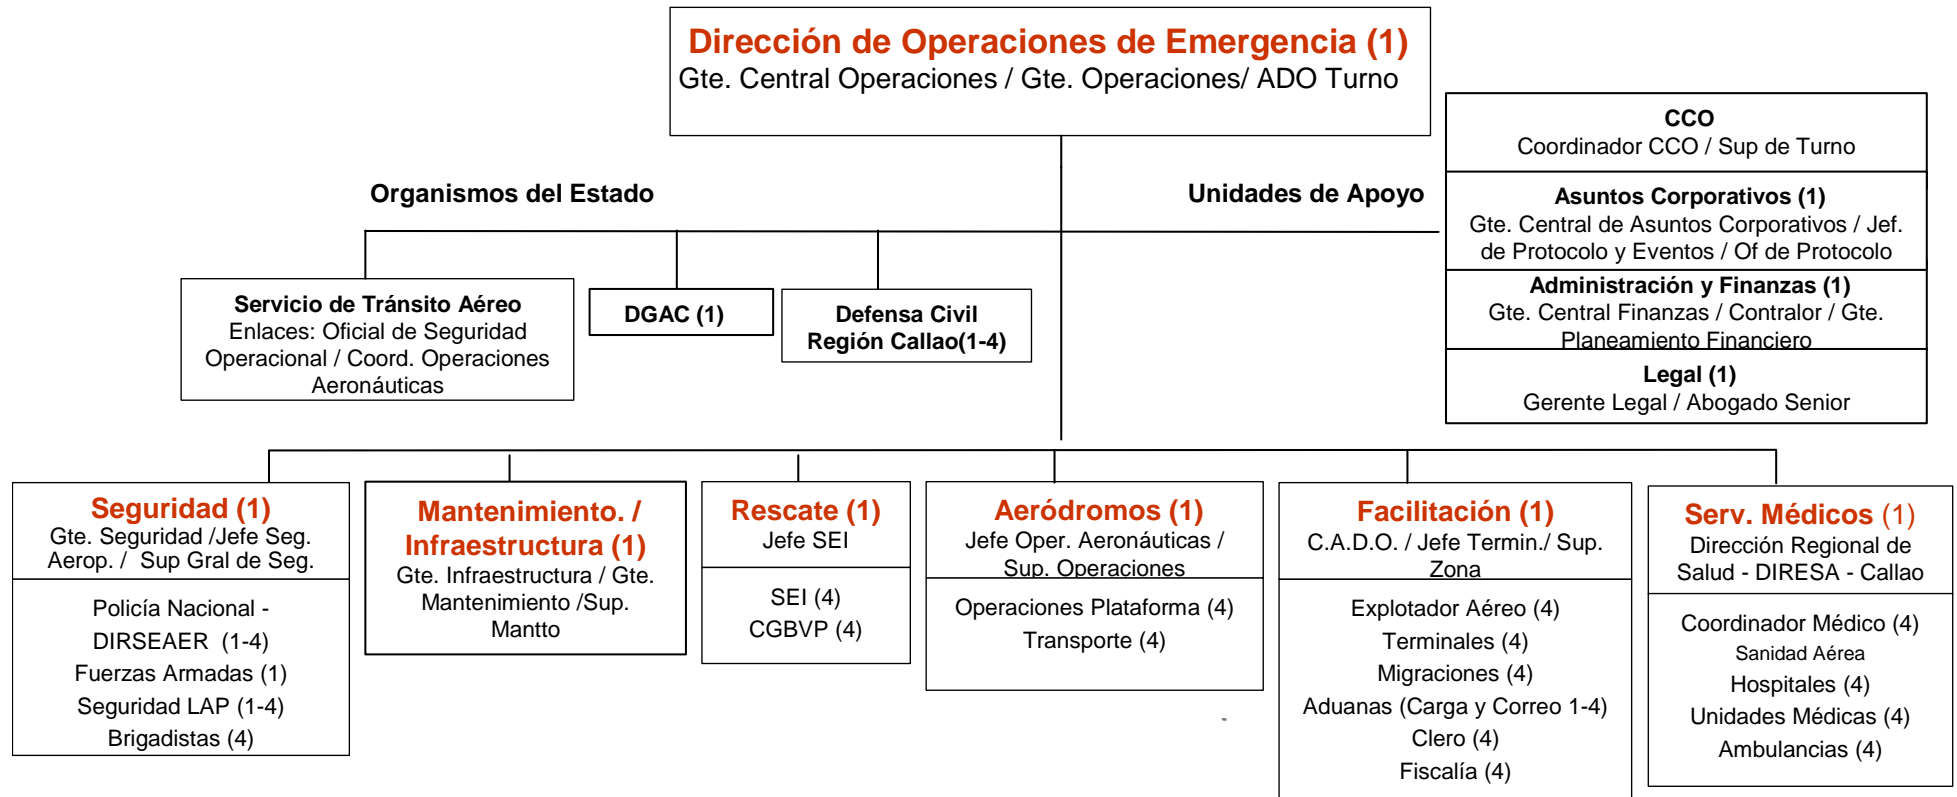 Dirección de Operaciones de Emergencia (1)
Gte. Central Operaciones / Gte. Operaciones/ ADO Turno
CCO
Coordinador CCO / Sup de Turno
Organismos del Estado
Unidades de Apoyo
Asuntos Corporativos (1)
Gte. Central de Asuntos Corporativos / Jef.
de Protocolo y Eventos / Of de Protocolo
Administración y Finanzas (1)
Gte. Central Finanzas / Contralor / Gte.
Planeamiento Financiero
Legal (1)
Gerente Legal / Abogado Senior
Servicio de Tránsito Aéreo
Enlaces: Oficial de Seguridad
Operacional / Coord. Operaciones
Aeronáuticas
DGAC (1)
Defensa Civil
Región Callao(1-4)
Seguridad (1)
Gte. Seguridad /Jefe Seg.
Aerop. / Sup Gral de Seg.
Policía Nacional -
DIRSEAER (1-4)
Fuerzas Armadas (1)
Seguridad LAP (1-4)
Brigadistas (4)
Mantenimiento. /
Infraestructura (1)
Gte. Infraestructura / Gte.
Mantenimiento /Sup.
Mantto
Rescate (1)
Jefe SEI
SEI (4)
CGBVP (4)
Aeródromos (1)
Jefe Oper. Aeronáuticas /
Sup. Operaciones
Operaciones Plataforma (4)
Transporte (4)
Facilitación (1)
C.A.D.O. / Jefe Termin./ Sup.
Zona
Explotador Aéreo (4)
Terminales (4)
Migraciones (4)
Aduanas (Carga y Correo 1-4)
Clero (4)
Fiscalía (4)
Serv. Médicos (1)
Dirección Regional de
Salud - DIRESA - Callao
Coordinador Médico (4)
Sanidad Aérea
Hospitales (4)
Unidades Médicas (4)
Ambulancias (4)